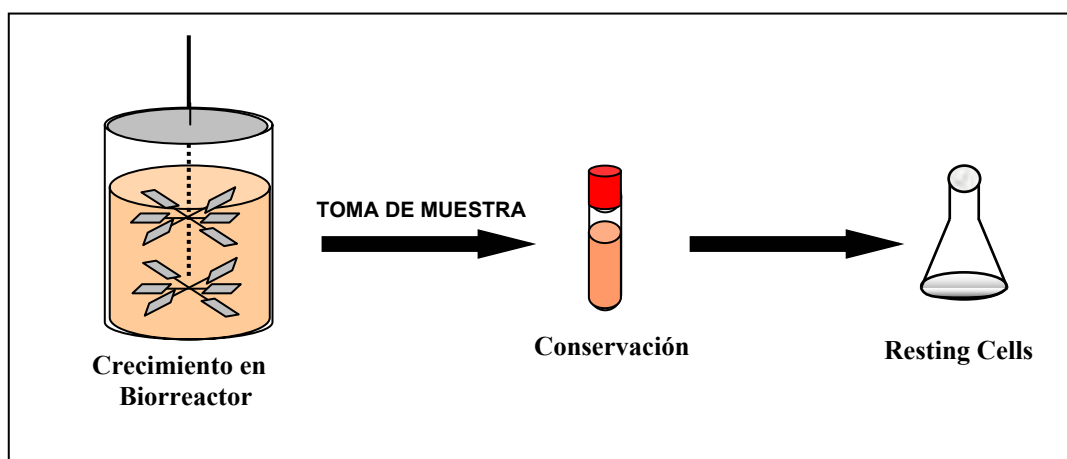 TOMA DE MUESTRA
Crecimiento en
Biorreactor
Conservación
Resting Cells